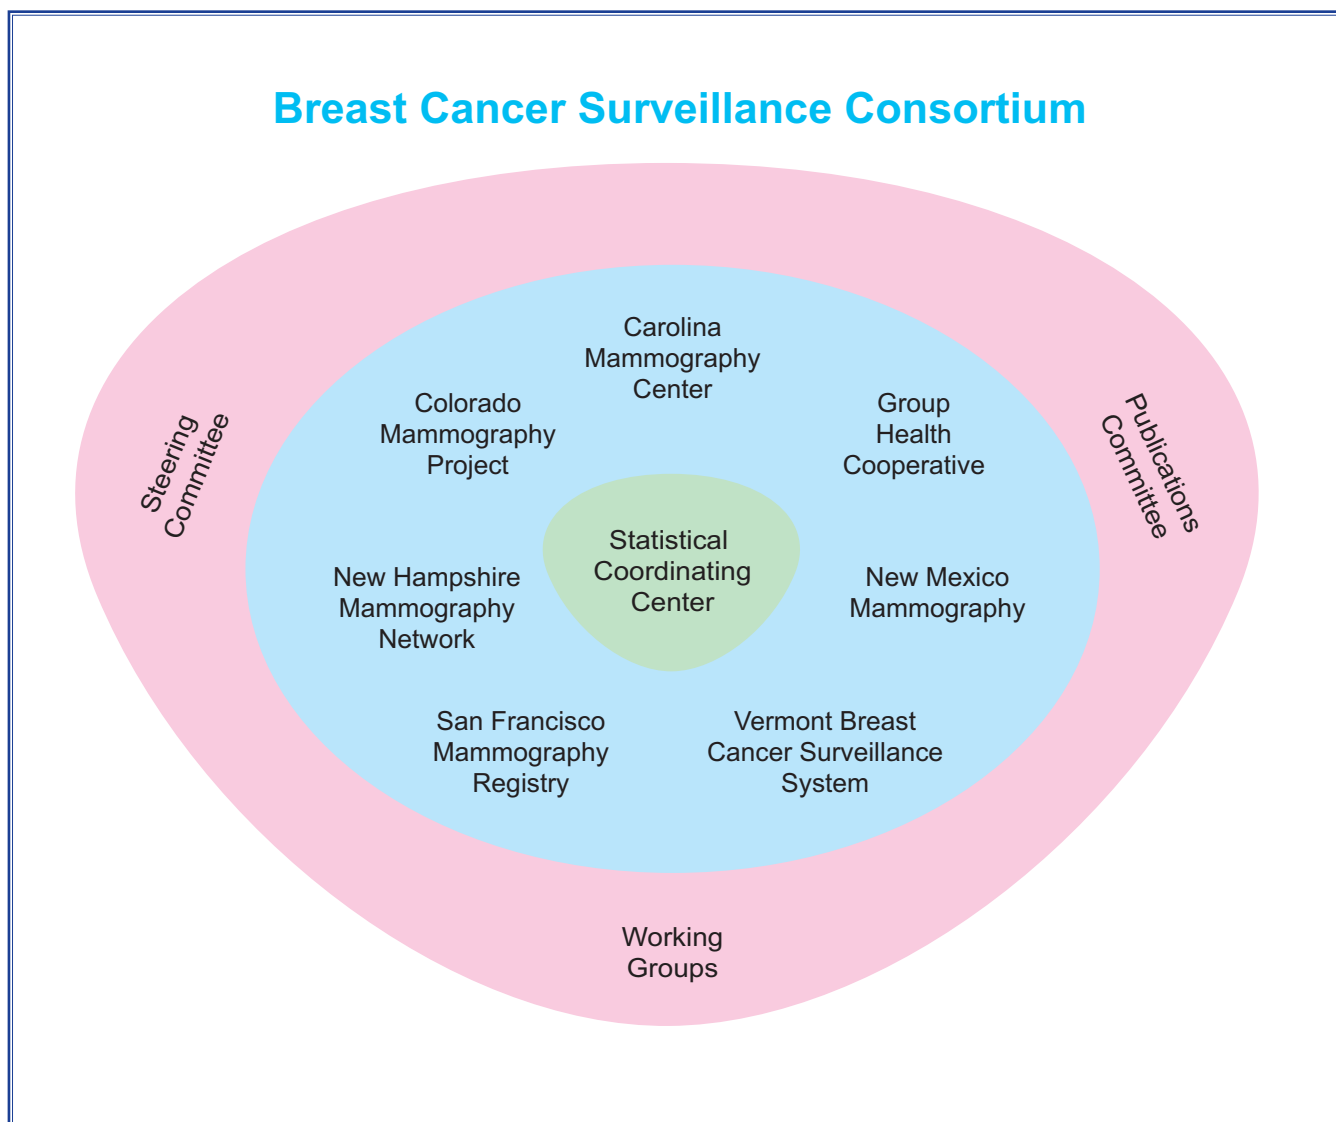 Breast Cancer Surveillance Consortium
Carolina
Mammography
Center
Colorado
Mammography
Project
Group
Health
Cooperative
Steering
Committee
Publications
Committee
Statistical
Coordinating
Center
New Hampshire
Mammography
Network
New Mexico
Mammography
San Francisco
Mammography
Registry
Vermont Breast
Cancer Surveillance
System
Working
Groups